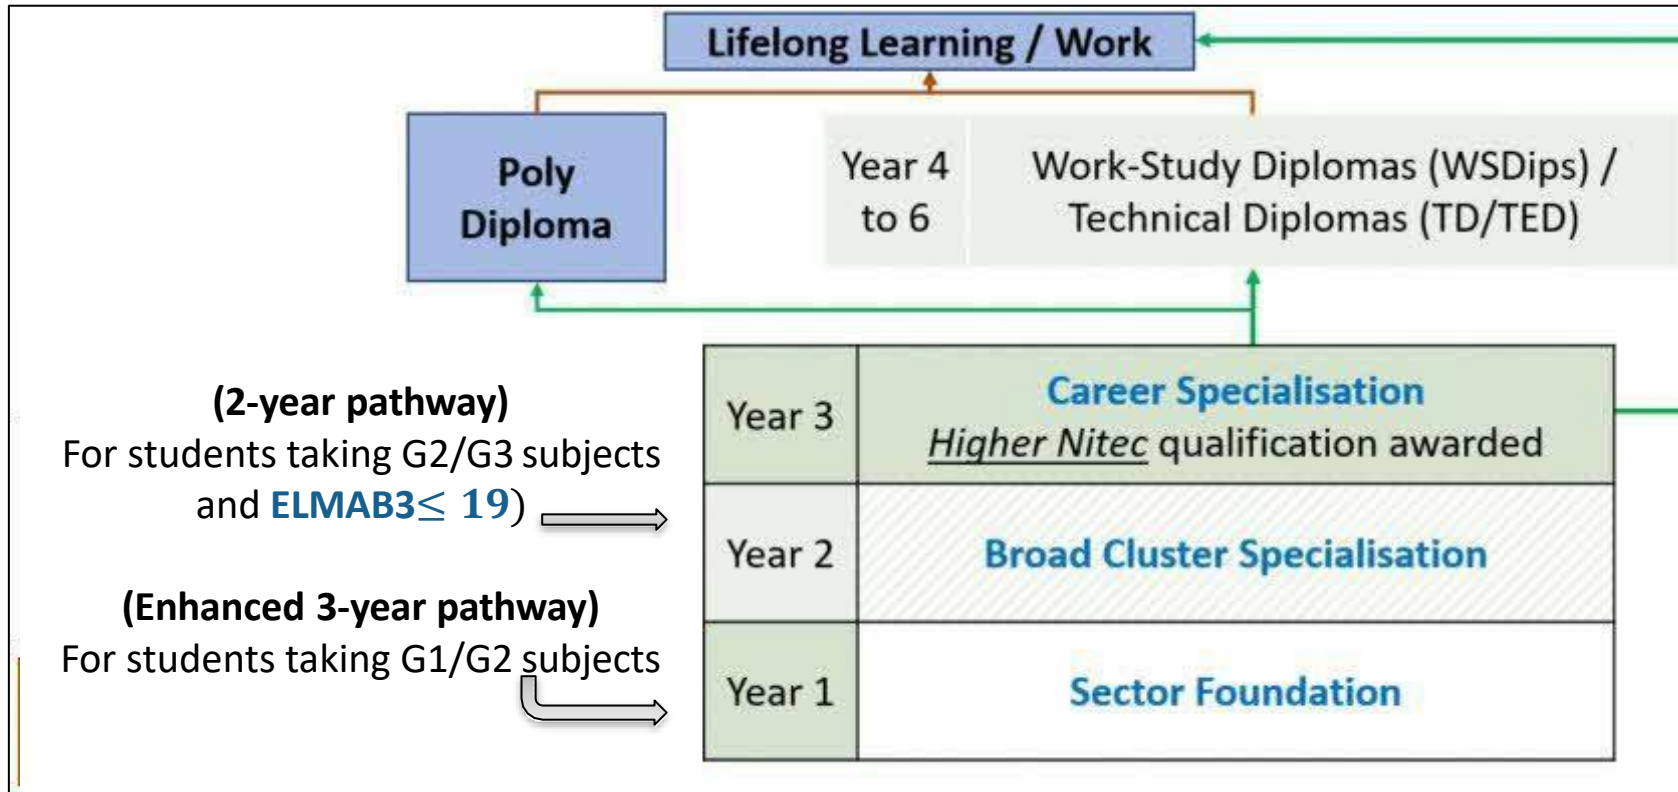 Lifelong Learning / Work
Poly
Diploma
Year 4
to 6
Work-Study Diplomas (WSDips) /
Technical Diplomas (TD/TED)
(2-year pathway)
For students taking G2/G3 subjects
and ELMAB3≤ 19)
(Enhanced 3-year pathway)
For students taking G1/G2 subjects
Year 3
Career Specialisation
Higher Nitec qualification awarded
Year 2
Broad Cluster Specialisation
Year 1
Sector Foundation